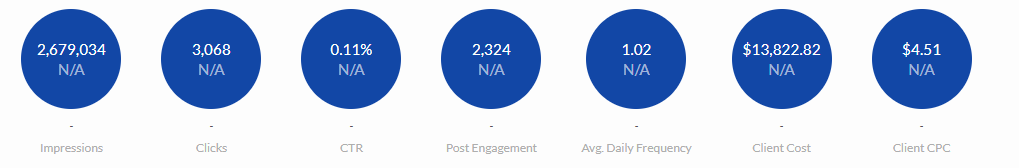 2,679,034 3,068 0.11% 2,324 1.02 $13,822.82 $4.51
N/A N/A N/A N/A N/A N/A N/A
- - - - - - -
Impressions Clicks CTR Post Engagement Avg. Daily Frequency Client Cost Client CPC